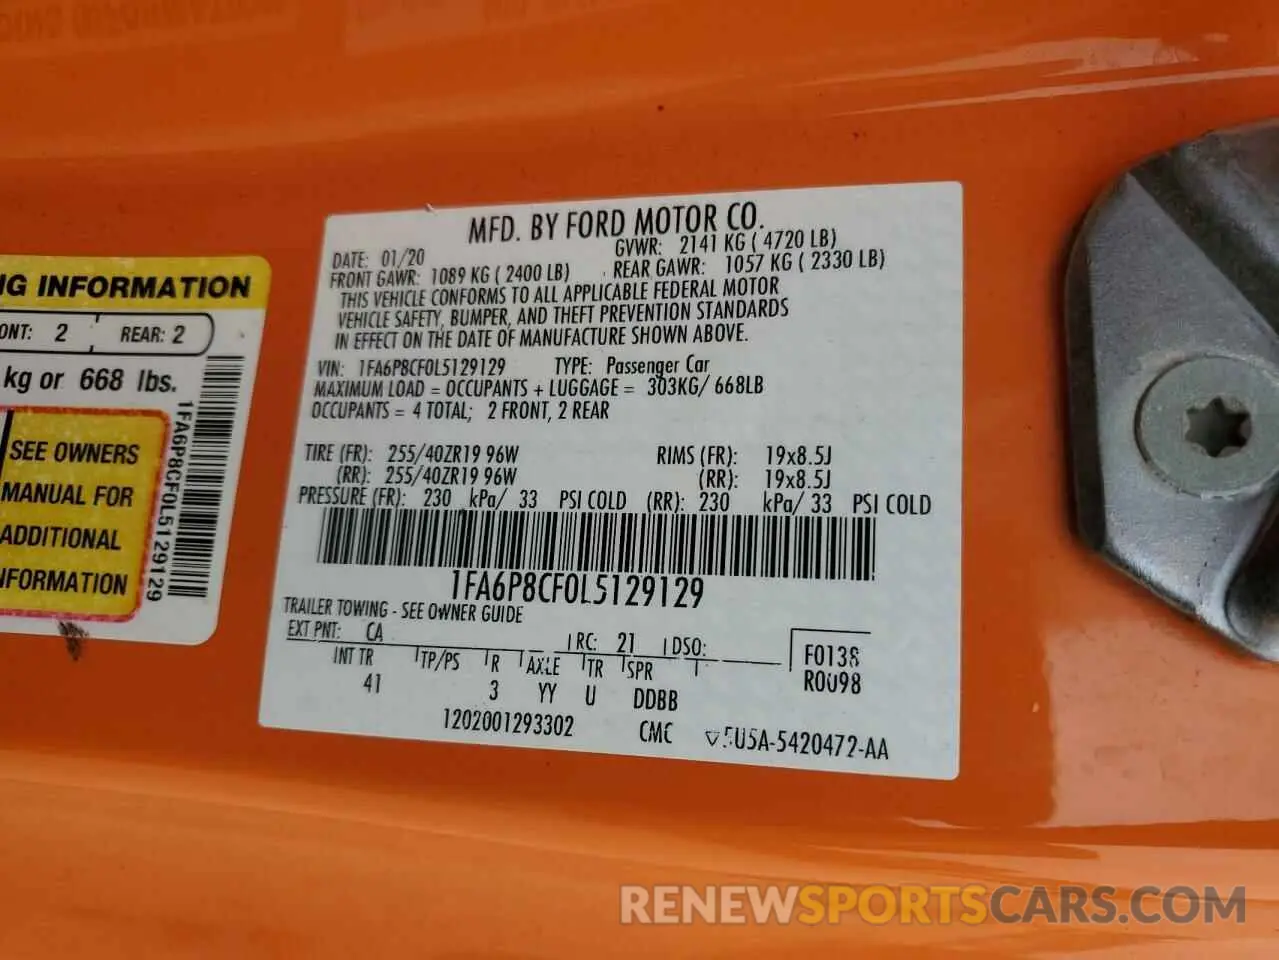 MFD. BY FORD MOTOR CO.
DATE: 01/20
GVWR: 2141 KG ( 4720 LB)
FRONT GAWR: 1089 KG ( 2400 LB)
REAR GAWR: 1057 KG ( 2330 LB)
THIS VEHICLE CONFORMS TO ALL APPLICABLE FEDERAL MOTOR
VEHICLE SAFETY, BUMPER, AND THEFT PREVENTION STANDARDS
IN EFFECT ON THE DATE OF MANUFACTURE SHOWN ABOVE.
VIN: 1FA6P8CF0L5129129 TYPE: Passenger Car
MAXIMUM LOAD = OCCUPANTS + LUGGAGE = 303KG/ 668LB
OCCUPANTS = 4 TOTAL; 2 FRONT, 2 REAR
TIRE (FR): 255/40ZR19 96W RIMS (FR): 19x8.5J
(RR): 255/40ZR19 96W (RR): 19x8.5J
PRESSURE (FR): 230 kPa/ 33 PSI COLD (RR): 230 kPa/ 33 PSI COLD
1FA6P8CF0L5129129
TRAILER TOWING - SEE OWNER GUIDE
EXT PNT: CA RC: 21 DSO:
INT TR TP/PS R AXLE TR SPR
41 3 YY U DDBB
F0138
R0098
1202001293302 CMC 5U5A-5420472-AA
NG INFORMATION
ONT: 2 REAR: 2
kg or 668 lbs.
SEE OWNERS
MANUAL FOR
ADDITIONAL
NFORMATION
1FA6P8CF0L5129129
RENEWSPORTSCARS.COM